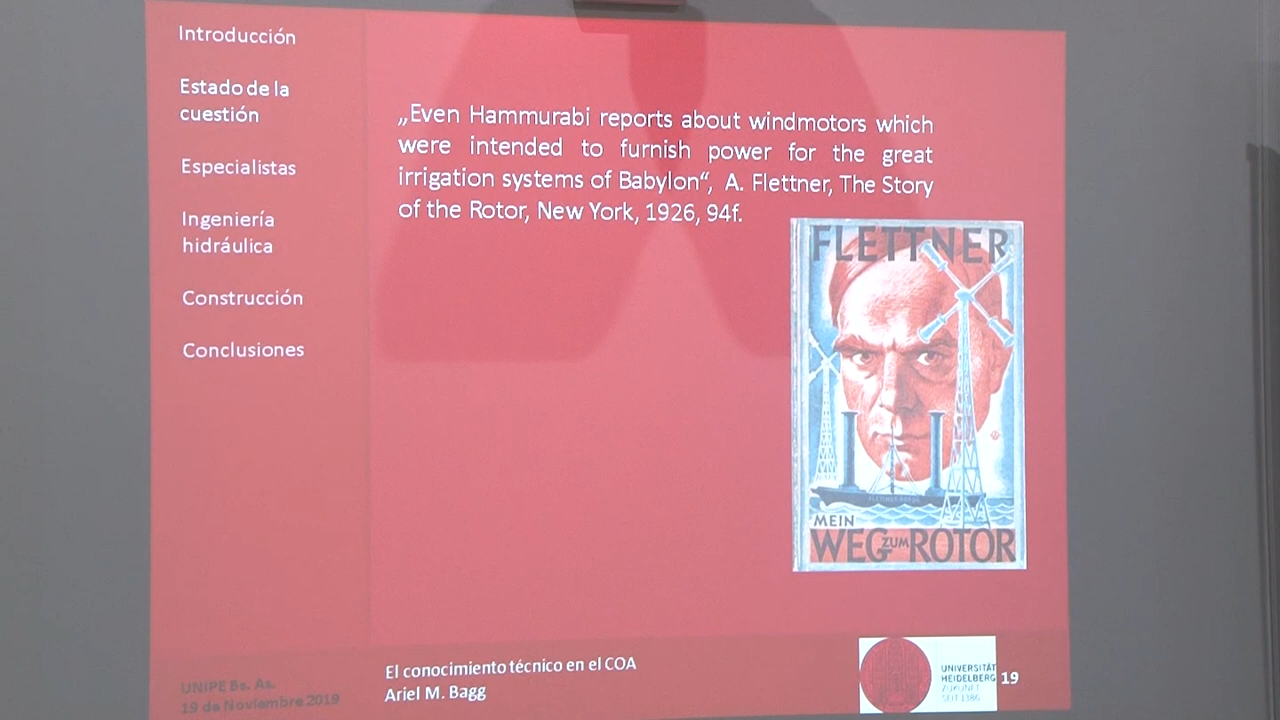 Introducción
Estado de la
cuestión
Especialistas
Ingeniería
hidráulica
Construcción
Conclusiones
„Even Hammurabi reports about windmotors which
were intended to furnish power for the great
irrigation systems of Babylon“, A. Flettner, The Story
of the Rotor, New York, 1926, 94f.
FLETTNER
MEIN
WEG ZUM ROTOR
UNIPE Bs. As.
19 de Noviembre 2019
El conocimiento técnico en el COA
Ariel M. Bagg
UNIVERSITÄT
HEIDELBERG
ZUKUNFT
SEIT 1386
19